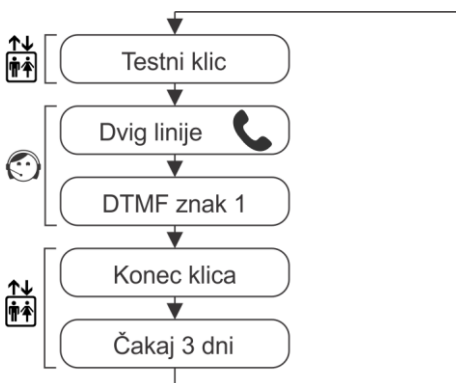 Testni klic
Dvig linije
DTMF znak 1
Konec klica
Čakaj 3 dni